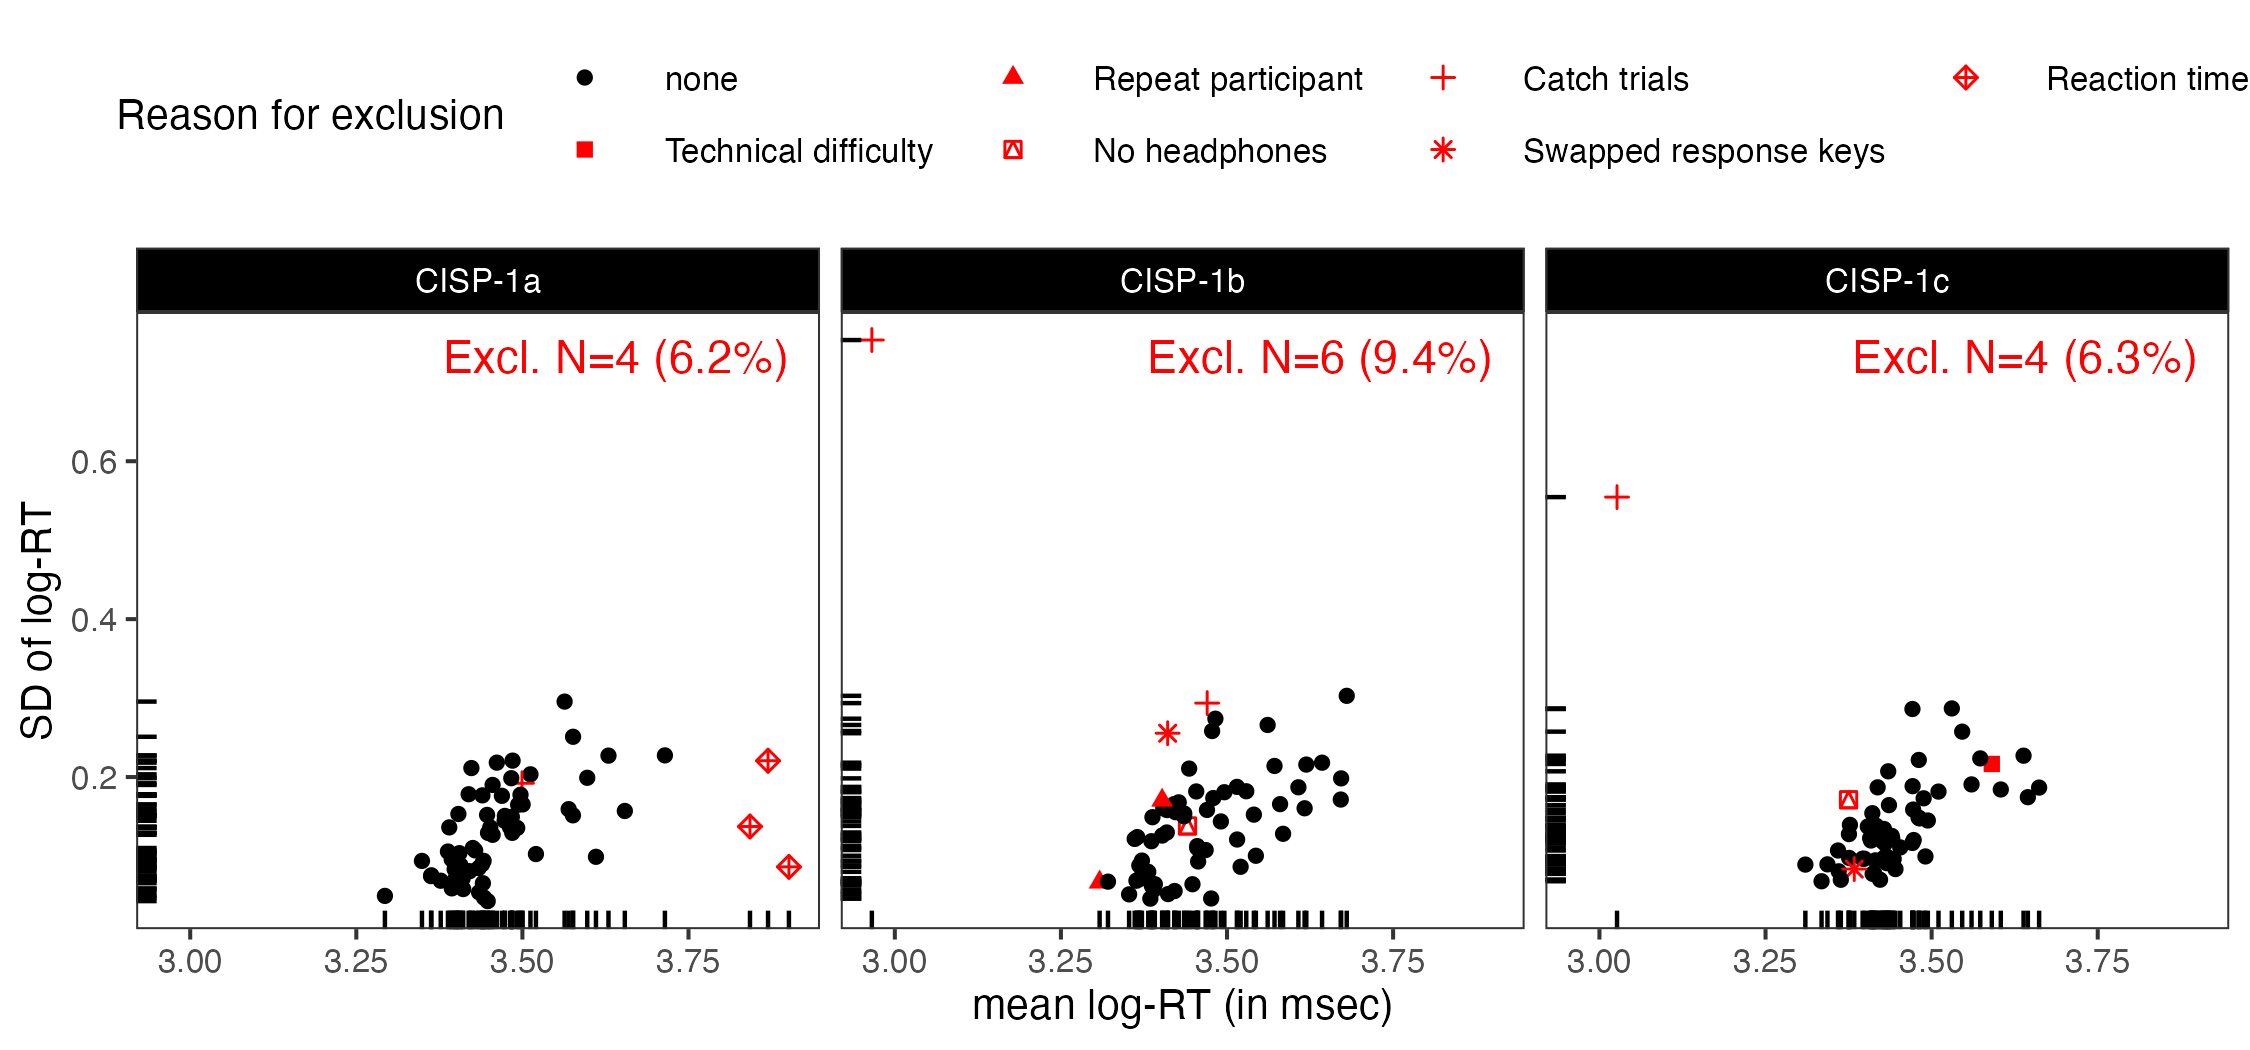 Reason for exclusion
none
Repeat participant
Catch trials
Reaction time
Technical difficulty
No headphones
Swapped response keys
CISP-1a
CISP-1b
CISP-1c
Excl. N=4 (6.2%)
Excl. N=6 (9.4%)
Excl. N=4 (6.3%)
SD of log-RT
0.6
0.4
0.2
3.00 3.25 3.50 3.75
3.00 3.25 3.50 3.75
3.00 3.25 3.50 3.75
mean log-RT (in msec)